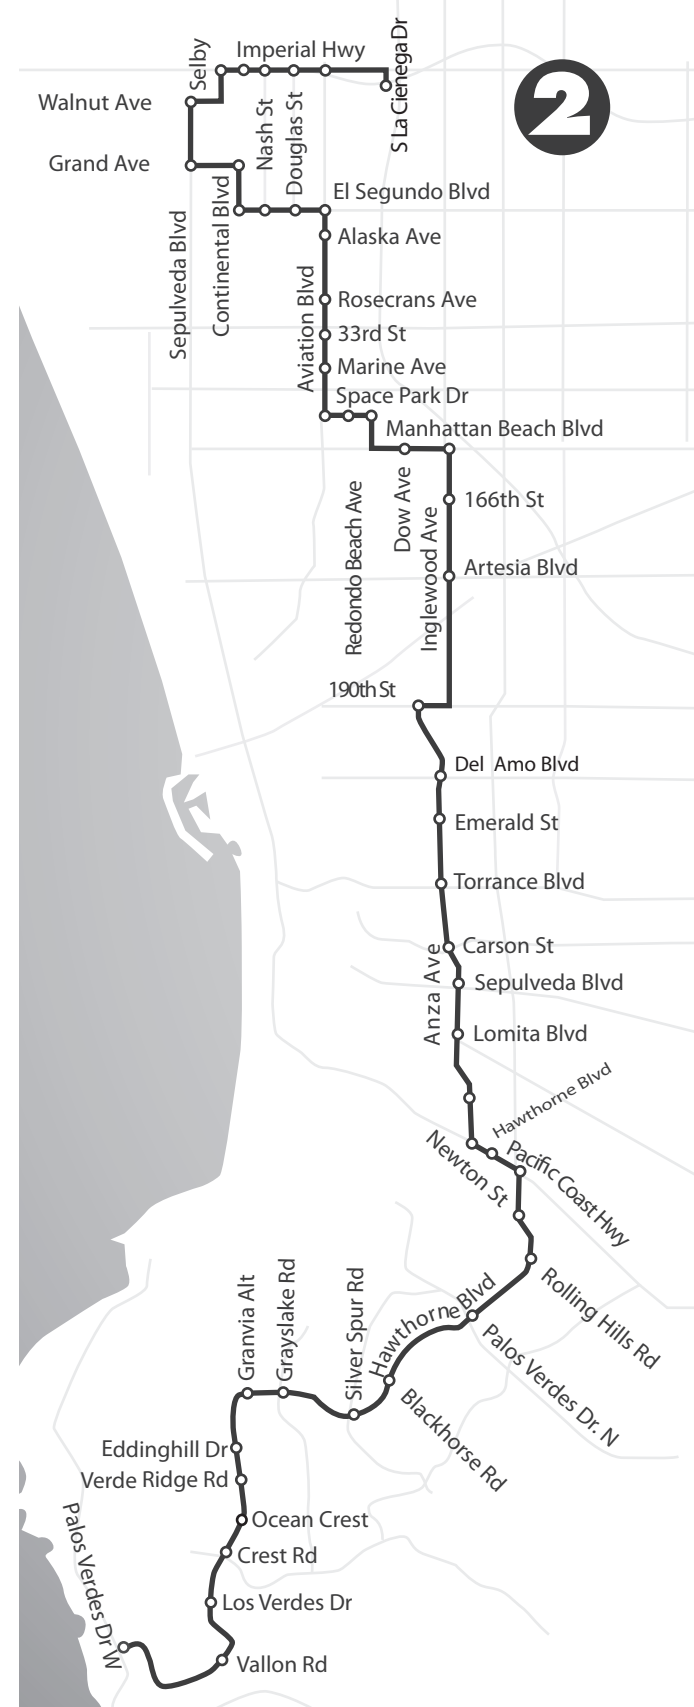 Selby
Imperial Hwy
S La Cienega Dr
2
Walnut Ave
Nash St
Douglas St
Grand Ave
Continental Blvd
El Segundo Blvd
Sepulveda Blvd
Alaska Ave
Aviation Blvd
Rosecrans Ave
33rd St
Marine Ave
Space Park Dr
Manhattan Beach Blvd
Redondo Beach Ave
Dow Ave
Inglewood Ave
166th St
Artesia Blvd
190th St
Del Amo Blvd
Emerald St
Torrance Blvd
Carson St
Anza Ave
Sepulveda Blvd
Lomita Blvd
Hawthorne Blvd
Newton St
Pacific Coast Hwy
Rolling Hills Rd
Hawthorne Blvd
Palos Verdes Dr. N
Granvia Alt
Grayslake Rd
Silver Spur Rd
Blackhorse Rd
Eddinghill Dr
Verde Ridge Rd
Ocean Crest
Crest Rd
Los Verdes Dr
Palos Verdes Dr W
Vallon Rd